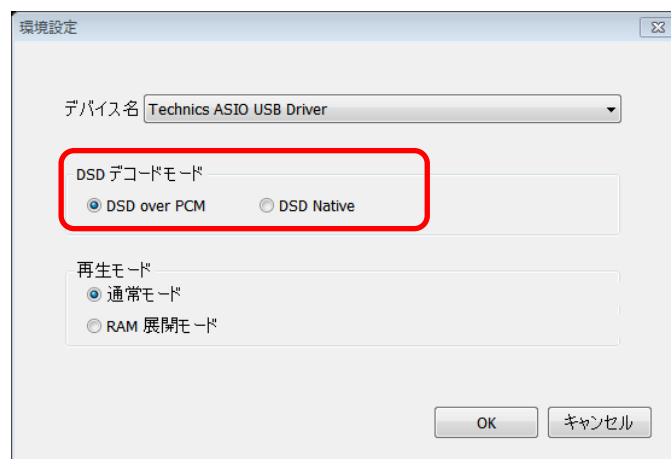 環境設定
デバイス名 Technics ASIO USB Driver
DSD デコードモード
DSD over PCM DSD Native
再生モード
通常モード
RAM 展開モード
OK キャンセル